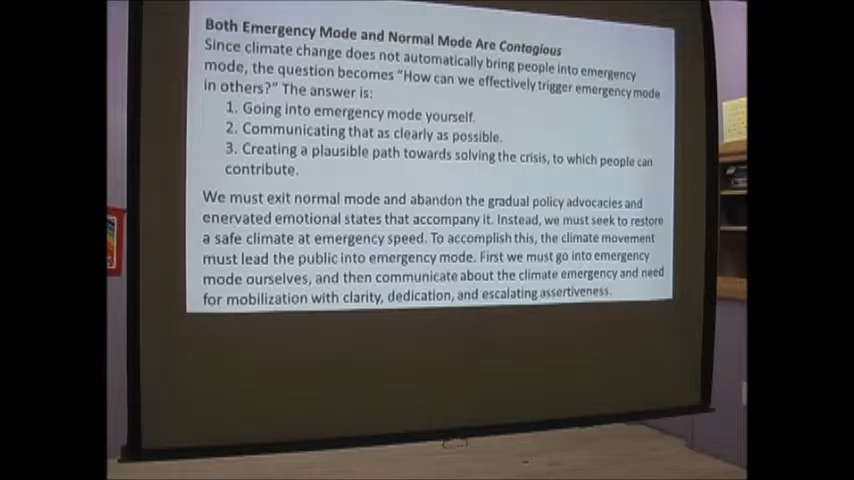 Both Emergency Mode and Normal Mode Are Contagious
Since climate change does not automatically bring people into emergency
mode, the question becomes “How can we effectively trigger emergency mode
in others?” The answer is:
1. Going into emergency mode yourself.
2. Communicating that as clearly as possible.
3. Creating a plausible path towards solving the crisis, to which people can
contribute.
We must exit normal mode and abandon the gradual policy advocacies and
enervated emotional states that accompany it. Instead, we must seek to restore
a safe climate at emergency speed. To accomplish this, the climate movement
must lead the public into emergency mode. First we must go into emergency
mode ourselves, and then communicate about the climate emergency and need
for mobilization with clarity, dedication, and escalating assertiveness.